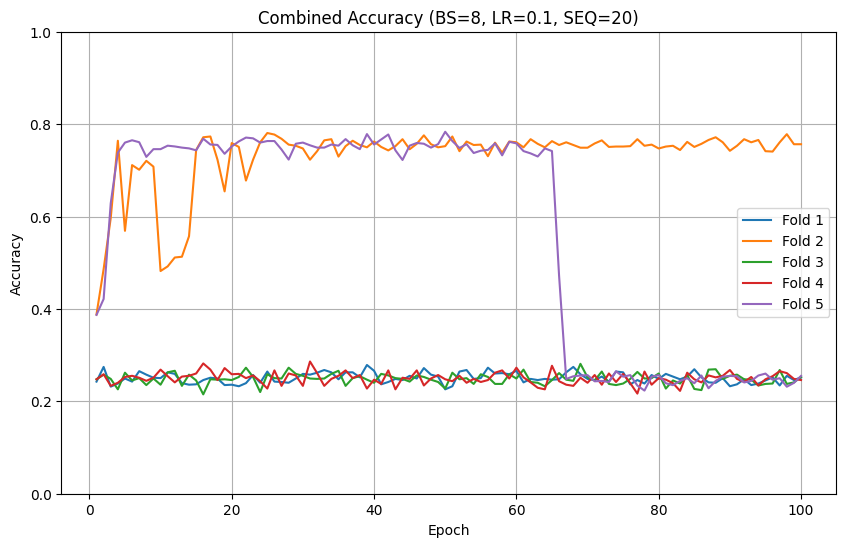 Combined Accuracy (BS=8, LR=0.1, SEQ=20)
1.0
0.8
0.6
0.4
0.2
0.0
Accuracy
Fold 1
Fold 2
Fold 3
Fold 4
Fold 5
0 20 40 60 80 100
Epoch